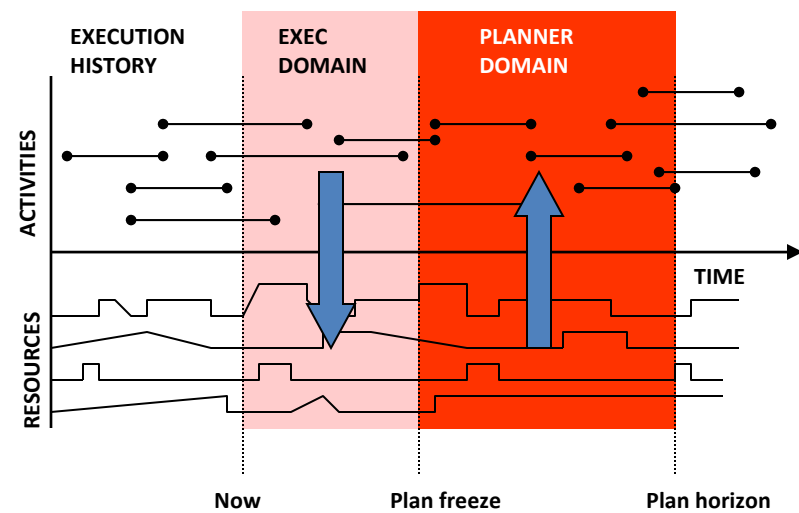 EXECUTION
HISTORY
EXEC
DOMAIN
PLANNER
DOMAIN
ACTIVITIES
TIME
RESOURCES
Now
Plan freeze
Plan horizon